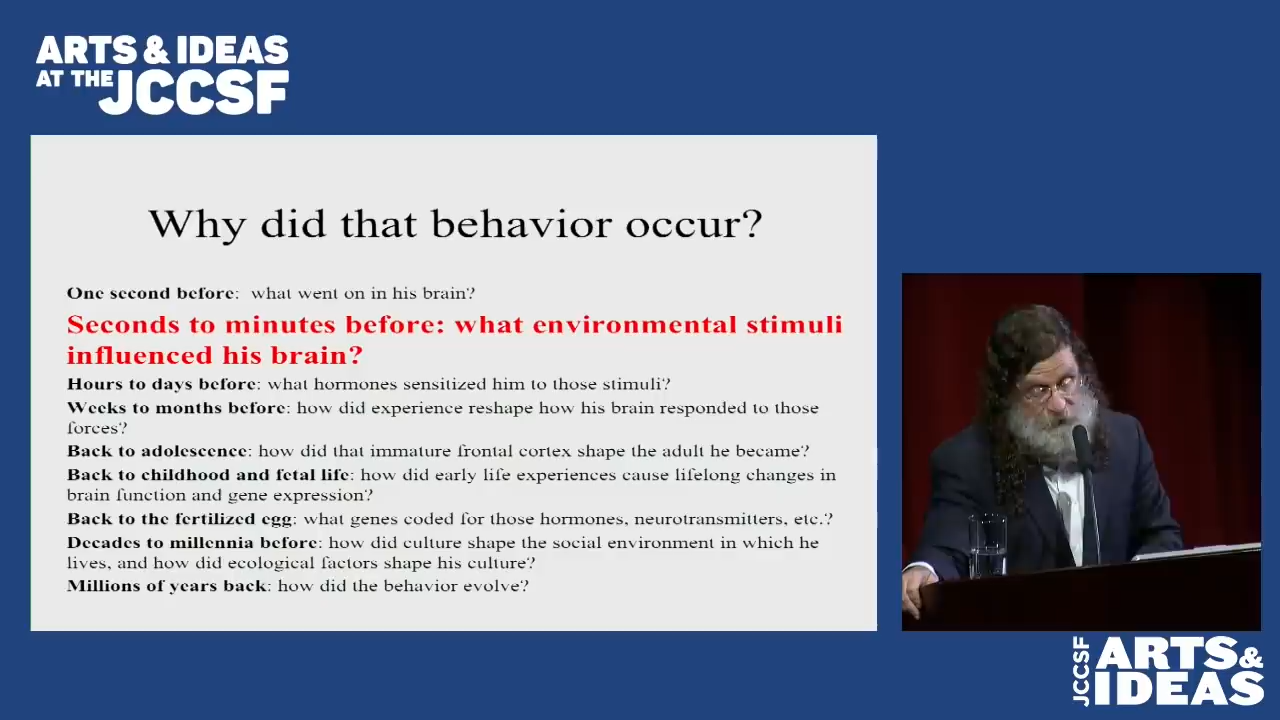 ARTS & IDEAS
AT THE JCCSF
Why did that behavior occur?
One second before: what went on in his brain?
Seconds to minutes before: what environmental stimuli
influenced his brain?
Hours to days before: what hormones sensitized him to those stimuli?
Weeks to months before: how did experience reshape how his brain responded to those
forces?
Back to adolescence: how did that immature frontal cortex shape the adult he became?
Back to childhood and fetal life: how did early life experiences cause lifelong changes in
brain function and gene expression?
Back to the fertilized egg: what genes coded for those hormones, neurotransmitters, etc.?
Decades to millennia before: how did culture shape the social environment in which he
lives, and how did ecological factors shape his culture?
Millions of years back: how did the behavior evolve?
JCCSF
ARTS&
IDEAS